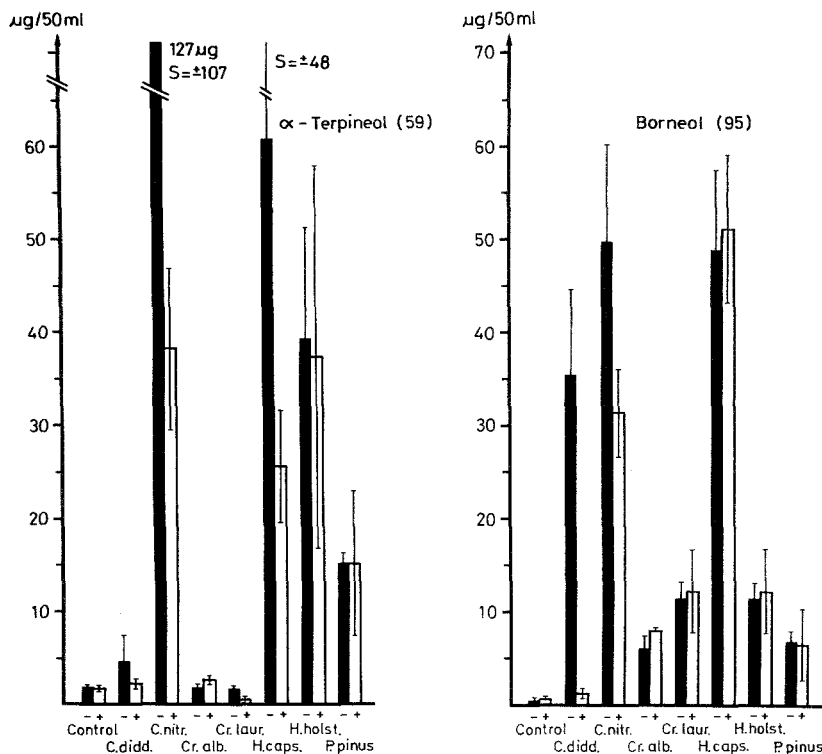 µg/50ml
127µg
S=±107
S=±48
α-Terpineol (59)
60
50
40
30
20
10
- + - + - + - + - + - + - + - +
Control C.nitr. Cr.laur. H.holst.
C.didd. Cr.alb. H.caps. P.pinus
µg/50ml
Borneol (95)
70
60
50
40
30
20
10
- + - + - + - + - + - + - + - +
Control C.nitr. Cr.laur. H.holst.
C.didd. Cr.alb. H.caps. P.pinus